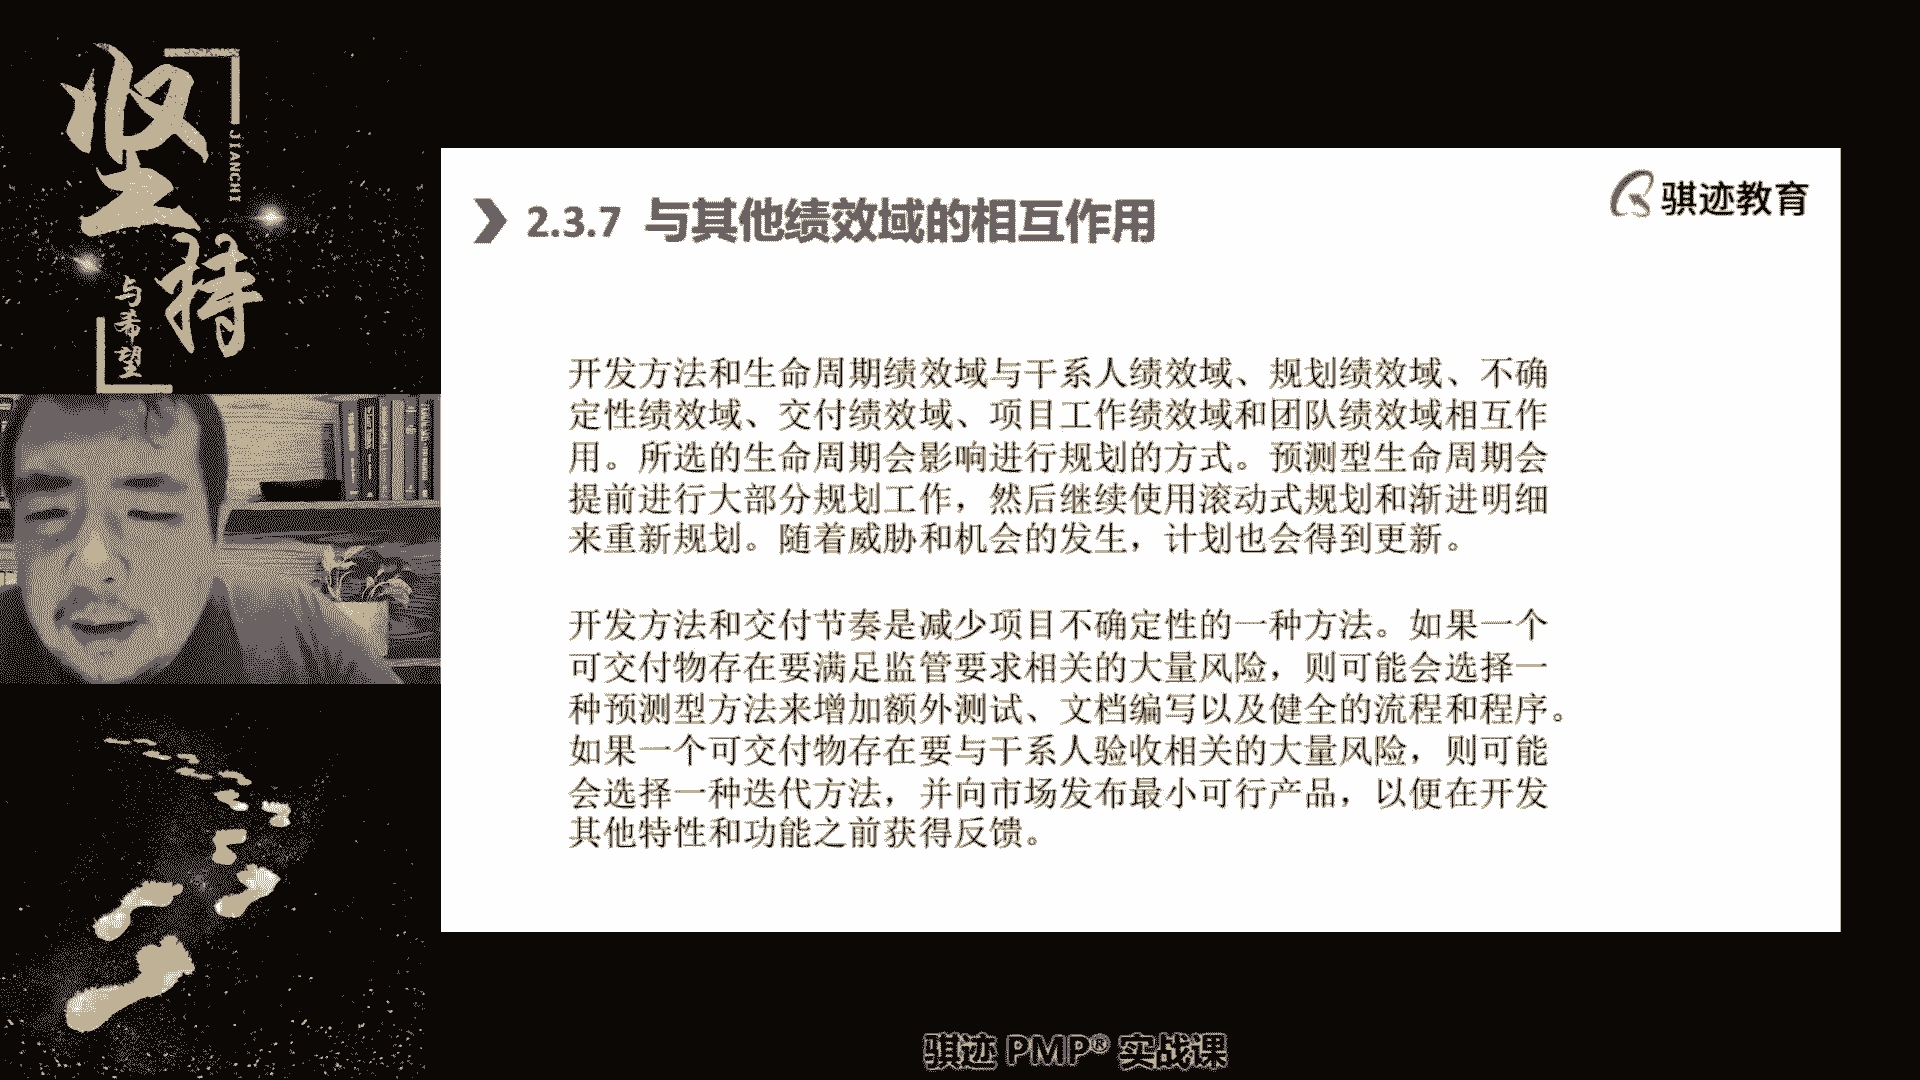 坚持
JIANCHI
与希望
骐迹教育
2.3.7 与其他绩效域的相互作用
开发方法和生命周期绩效域与干系人绩效域、规划绩效域、不确
定性绩效域、交付绩效域、项目工作绩效域和团队绩效域相互作
用。所选的生命周期会影响进行规划的方式。预测型生命周期会
提前进行大部分规划工作，然后继续使用滚动式规划和渐进明细
来重新规划。随着威胁和机会的发生，计划也会得到更新。
开发方法和交付节奏是减少项目不确定性的一种方法。如果一个
可交付物存在要满足监管要求相关的大量风险，则可能会选择一
种预测型方法来增加额外测试、文档编写以及健全的流程和程序。
如果一个可交付物存在要与干系人验收相关的大量风险，则可能
会选择一种迭代方法，并向市场发布最小可行产品，以便在开发
其他特性和功能之前获得反馈。
骐迹 PMP® 实战课